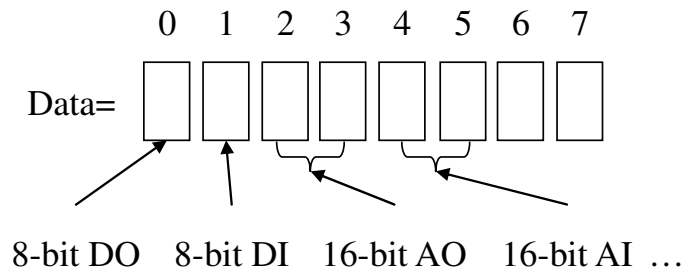 0 1 2 3 4 5 6 7
Data=
8-bit DO 8-bit DI 16-bit AO 16-bit AI …